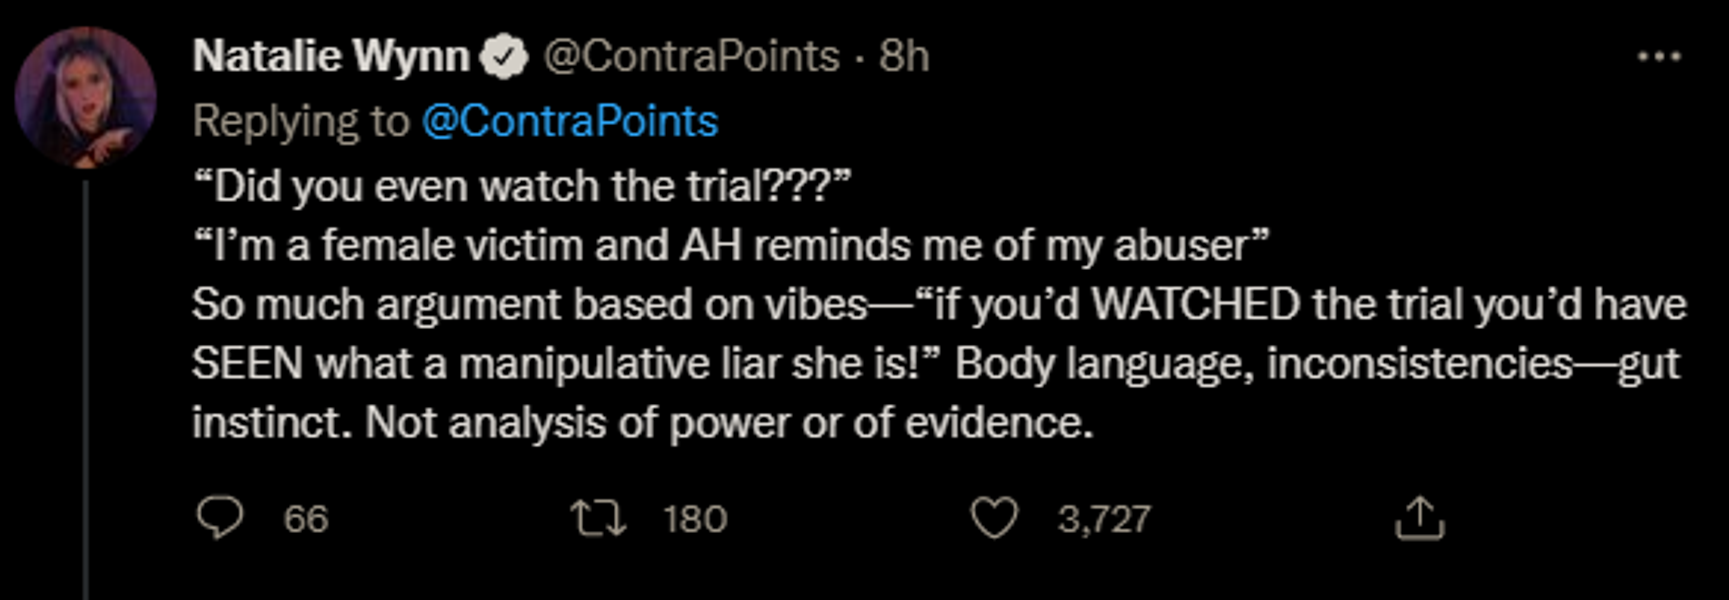 Natalie Wynn @ContraPoints · 8h
Replying to @ContraPoints
“Did you even watch the trial???”
“I’m a female victim and AH reminds me of my abuser”
So much argument based on vibes—“if you’d WATCHED the trial you’d have
SEEN what a manipulative liar she is!” Body language, inconsistencies—gut
instinct. Not analysis of power or of evidence.
66 180 3,727